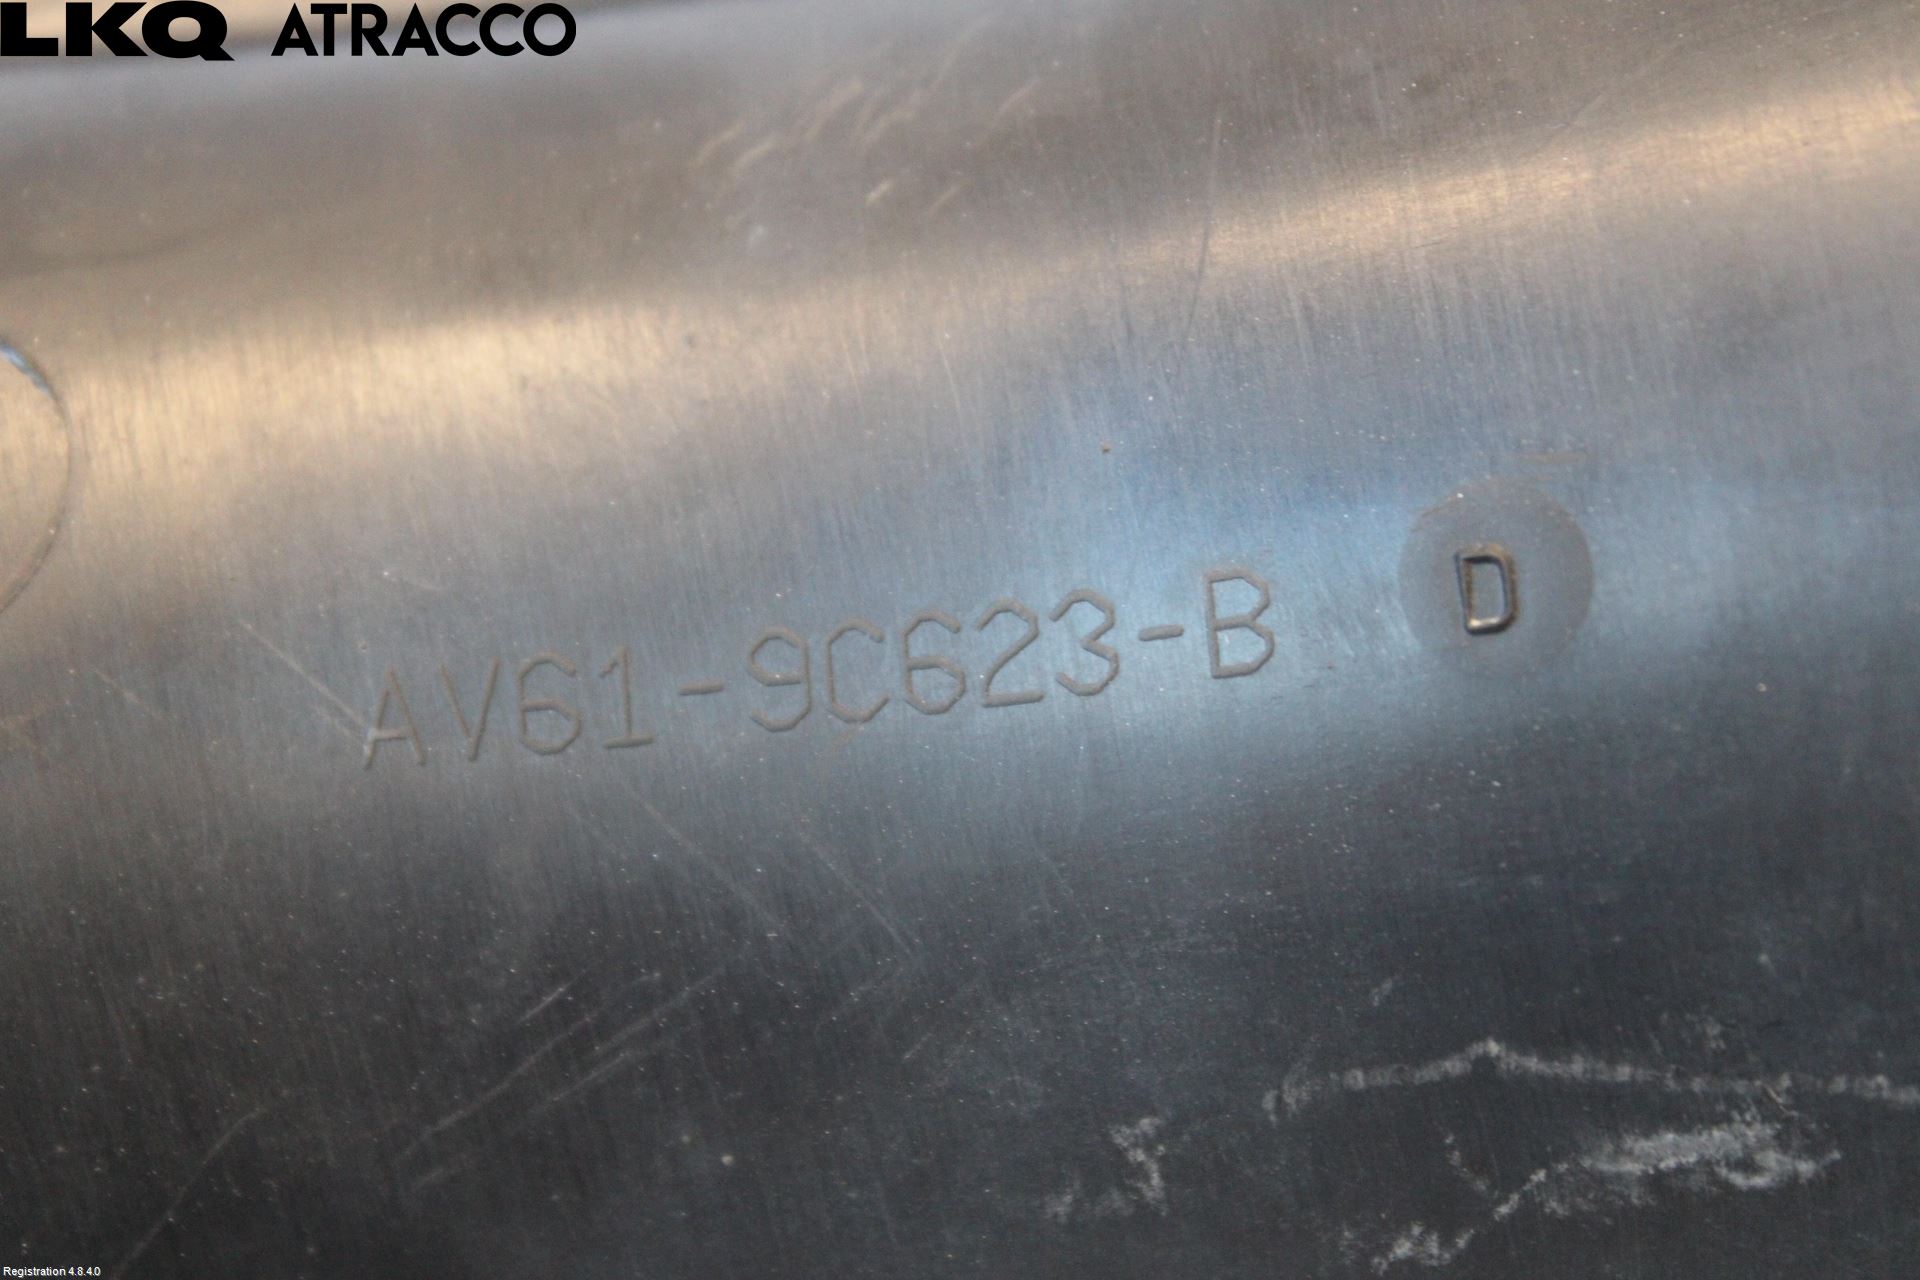 LKQ ATRACCO
AV61-9C623-B D
Registration 4.8.4.0